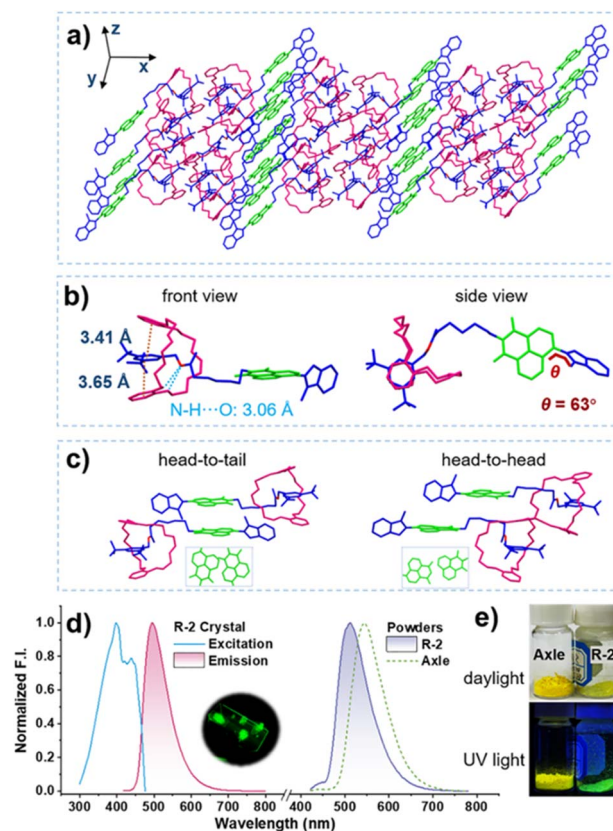 a)
z
y
x
b)
front view
side view
3.41 Å
3.65 Å
N-H···O: 3.06 Å
θ
θ = 63°
c)
head-to-tail
head-to-head
d)
R-2 Crystal
Excitation
Emission
Powders
R-2
Axle
Normalized F.I.
1.0
0.8
0.6
0.4
0.2
0.0
300 400 500 600 700 800 400 500 600 700 800
Wavelength (nm)
e)
Axle
R-2
daylight
UV light